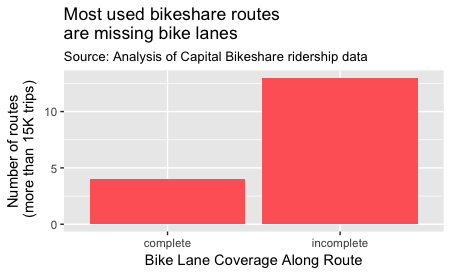 Most used bikeshare routes
are missing bike lanes
Source: Analysis of Capital Bikeshare ridership data
Number of routes
(more than 15K trips)
10
5
0
complete
incomplete
Bike Lane Coverage Along Route